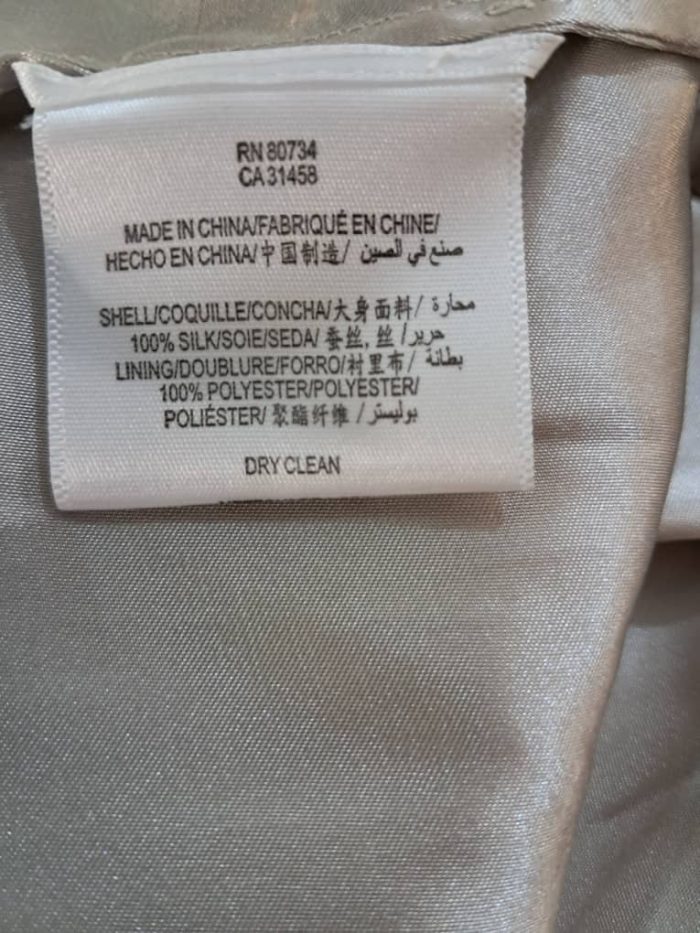 RN 80734
CA 31458
MADE IN CHINA/FABRIQUÉ EN CHINE/
HECHO EN CHINA/中国制造/ صنع في الصين
SHELL/COQUILLE/CONCHA/大身面料/ محارة
100% SILK/SOIE/SEDA/ 蚕丝, 丝 / حرير
LINING/DOUBLURE/FORRO/衬里布/ بطانة
100% POLYESTER/POLYESTER/
POLIÉSTER/ 聚酯纤维 / بوليستر
DRY CLEAN